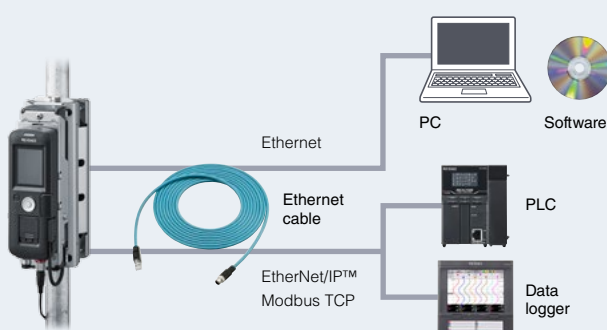 PC
Software
Ethernet
Ethernet
cable
PLC
EtherNet/IP™
Modbus TCP
Data
logger